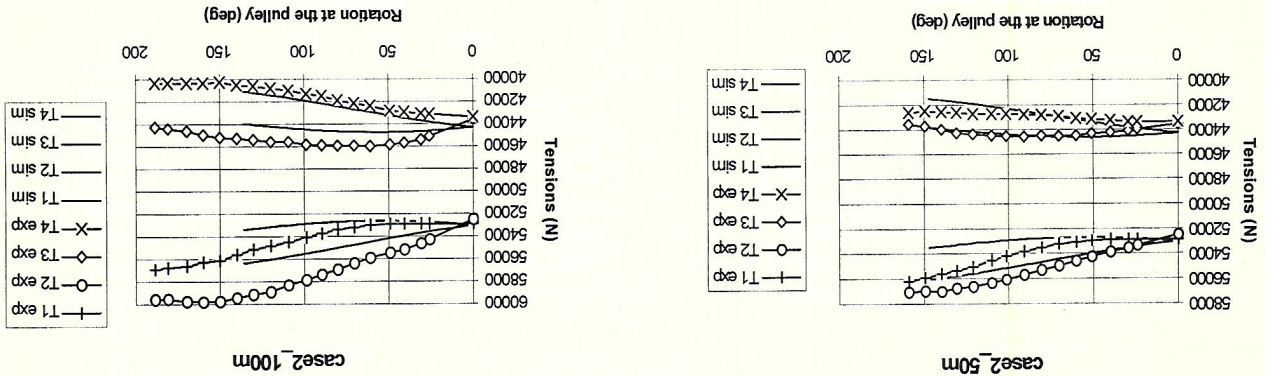 case2_50m
Tensions (N)
58000
56000
54000
52000
50000
48000
46000
44000
42000
40000
0
50
100
150
200
Rotation at the pulley (deg)
T1 exp
T2 exp
T3 exp
T4 exp
T1 sim
T2 sim
T3 sim
T4 sim
case2_100m
Tensions (N)
60000
58000
56000
54000
52000
50000
48000
46000
44000
42000
40000
0
50
100
150
200
Rotation at the pulley (deg)
T1 exp
T2 exp
T3 exp
T4 exp
T1 sim
T2 sim
T3 sim
T4 sim